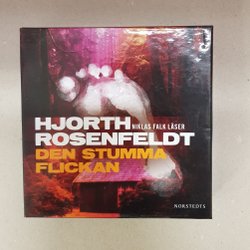 HJORTH
NIKLAS FALK LÄSER
ROSENFELDT
DEN STUMMA
FLICKAN
NORSTEDTS